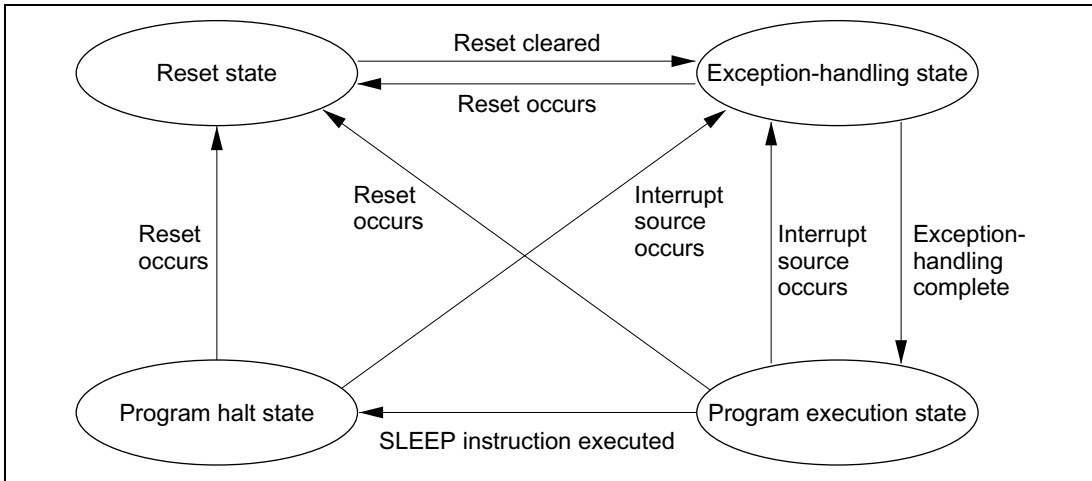 Reset cleared
Reset state
Exception-handling state
Reset occurs
Reset
occurs
Interrupt
source
occurs
Reset
occurs
Interrupt
source
occurs
Exception-
handling
complete
Program halt state
Program execution state
SLEEP instruction executed